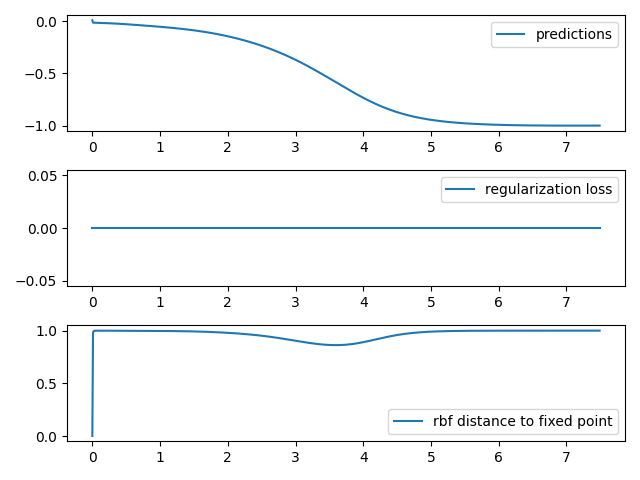 0.0
−0.5
−1.0
predictions
0 1 2 3 4 5 6 7
0.05
0.00
−0.05
regularization loss
0 1 2 3 4 5 6 7
1.0
0.5
0.0
rbf distance to fixed point
0 1 2 3 4 5 6 7